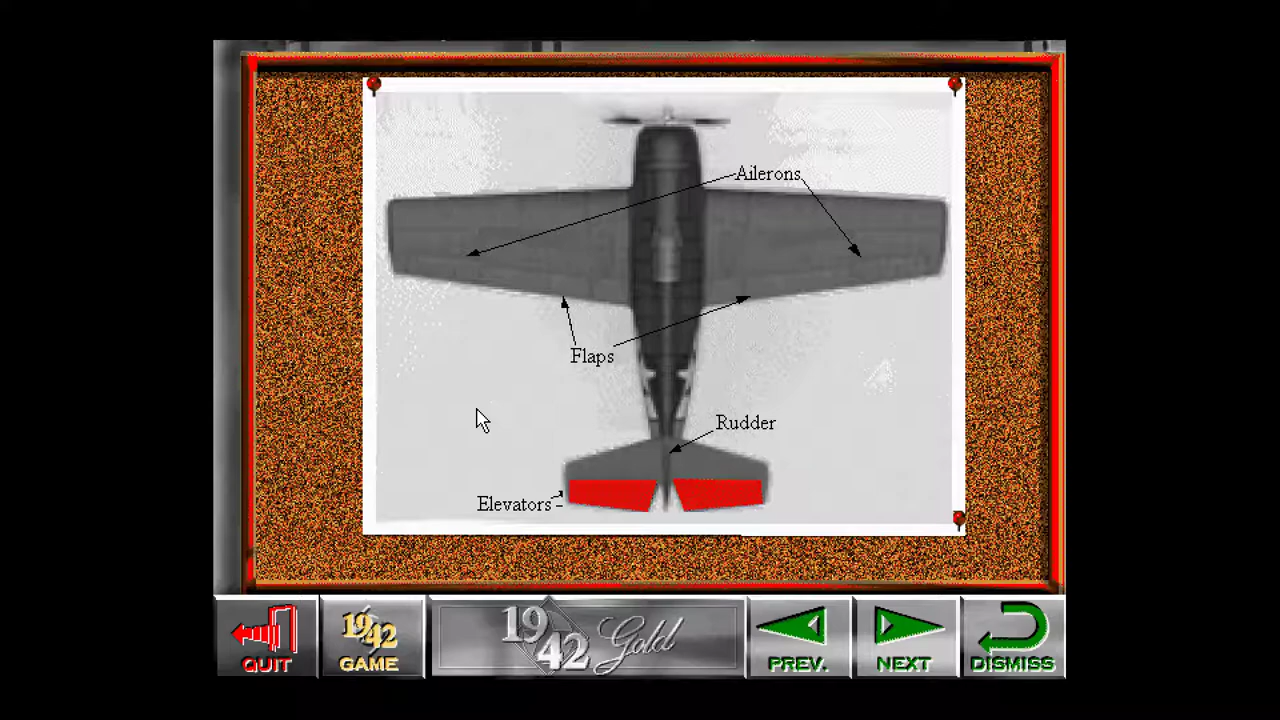 Ailerons
Flaps
Rudder
Elevators
QUIT
1942
GAME
1942 Gold
PREV.
NEXT
DISMISS